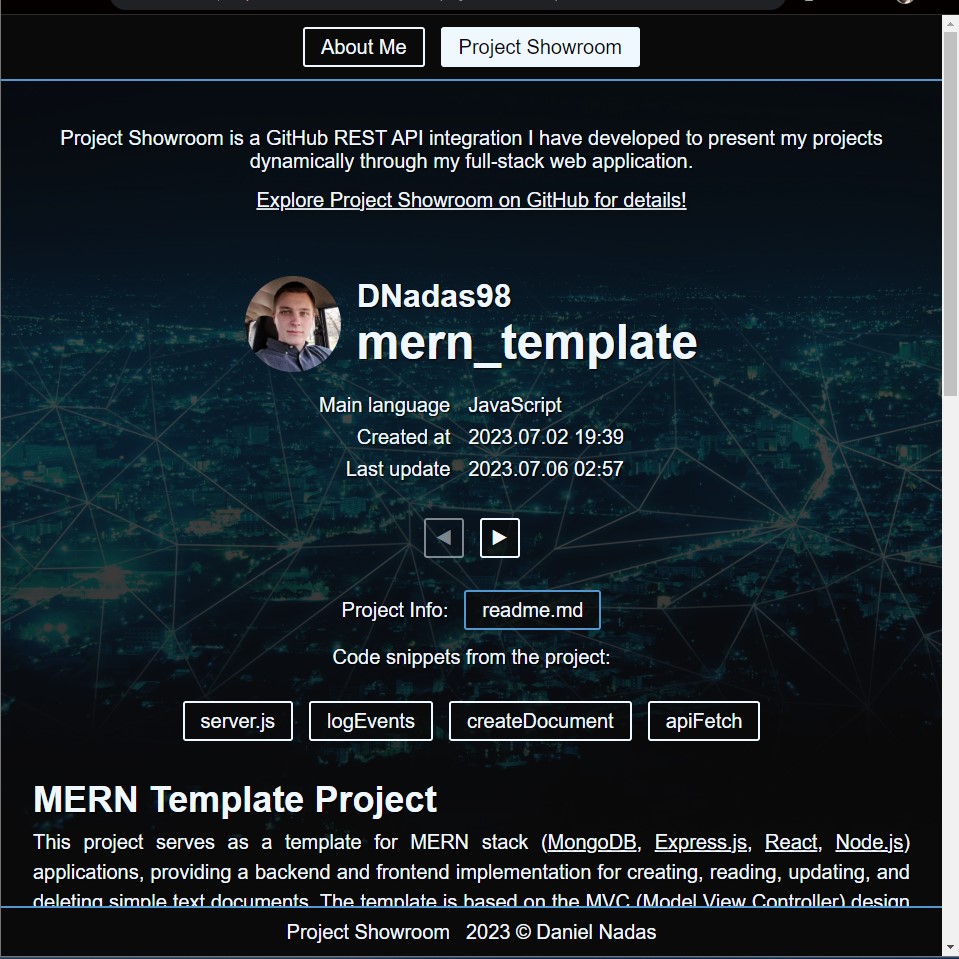 About Me Project Showroom
Project Showroom is a GitHub REST API integration I have developed to present my projects
dynamically through my full-stack web application.
Explore Project Showroom on GitHub for details!
DNadas98
mern_template
Main language JavaScript
Created at 2023.07.02 19:39
Last update 2023.07.06 02:57
Project Info: readme.md
Code snippets from the project:
server.js logEvents createDocument apiFetch
MERN Template Project
This project serves as a template for MERN stack (MongoDB, Express.js, React, Node.js)
applications, providing a backend and frontend implementation for creating, reading, updating, and
deleting simple text documents. The template is based on the MVC (Model View Controller) design
Project Showroom 2023 © Daniel Nadas